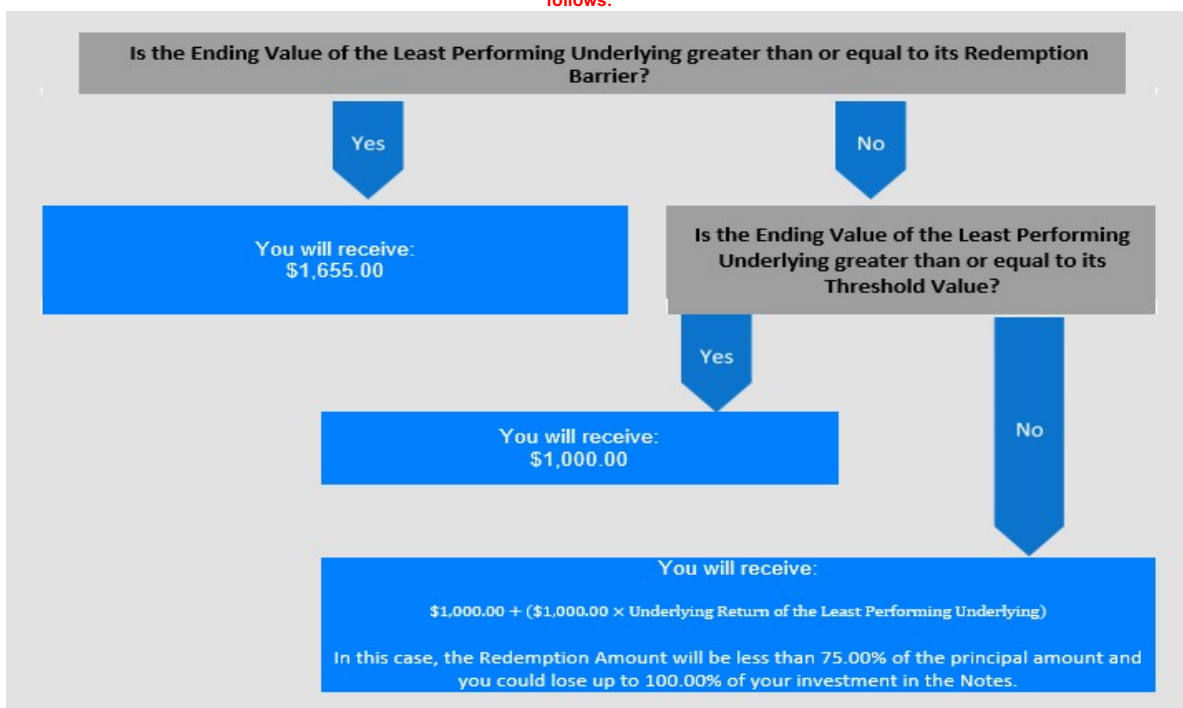 follows:
Is the Ending Value of the Least Performing Underlying greater than or equal to its Redemption
Barrier?
Yes
No
You will receive:
$1,655.00
Is the Ending Value of the Least Performing
Underlying greater than or equal to its
Threshold Value?
Yes
No
You will receive:
$1,000.00
You will receive:
$1,000.00 + ($1,000.00 × Underlying Return of the Least Performing Underlying)
In this case, the Redemption Amount will be less than 75.00% of the principal amount and
you could lose up to 100.00% of your investment in the Notes.